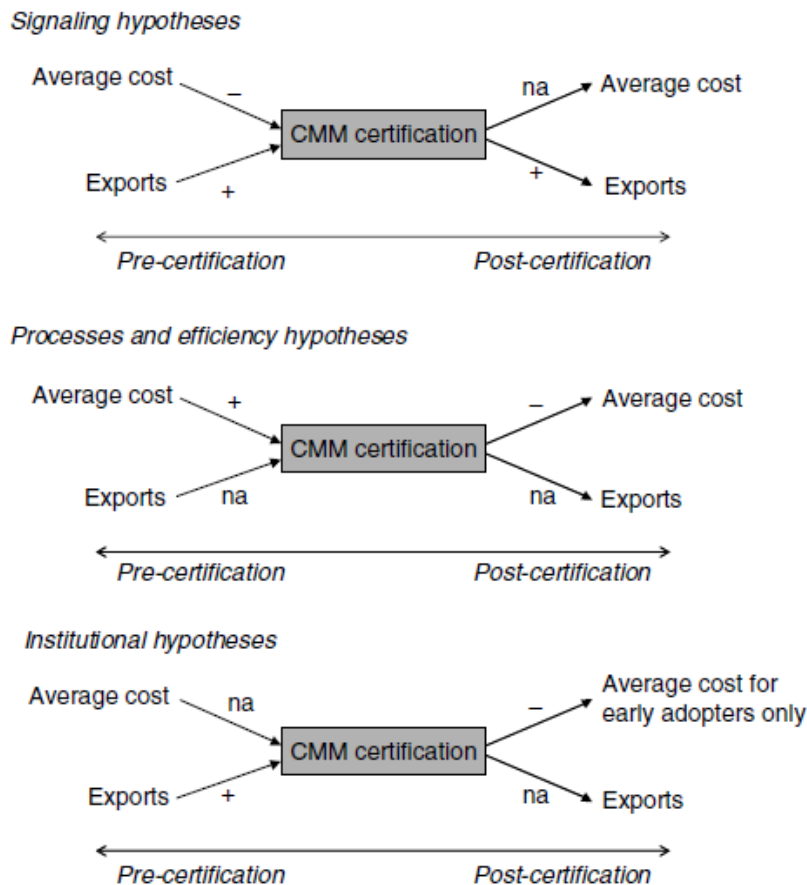 Signaling hypotheses
Average cost
–
na
Average cost
CMM certification
Exports
+
+
Exports
Pre-certification
Post-certification
Processes and efficiency hypotheses
Average cost
+
–
Average cost
CMM certification
Exports
na
na
Exports
Pre-certification
Post-certification
Institutional hypotheses
Average cost
na
–
Average cost for
early adopters only
CMM certification
Exports
+
na
Exports
Pre-certification
Post-certification